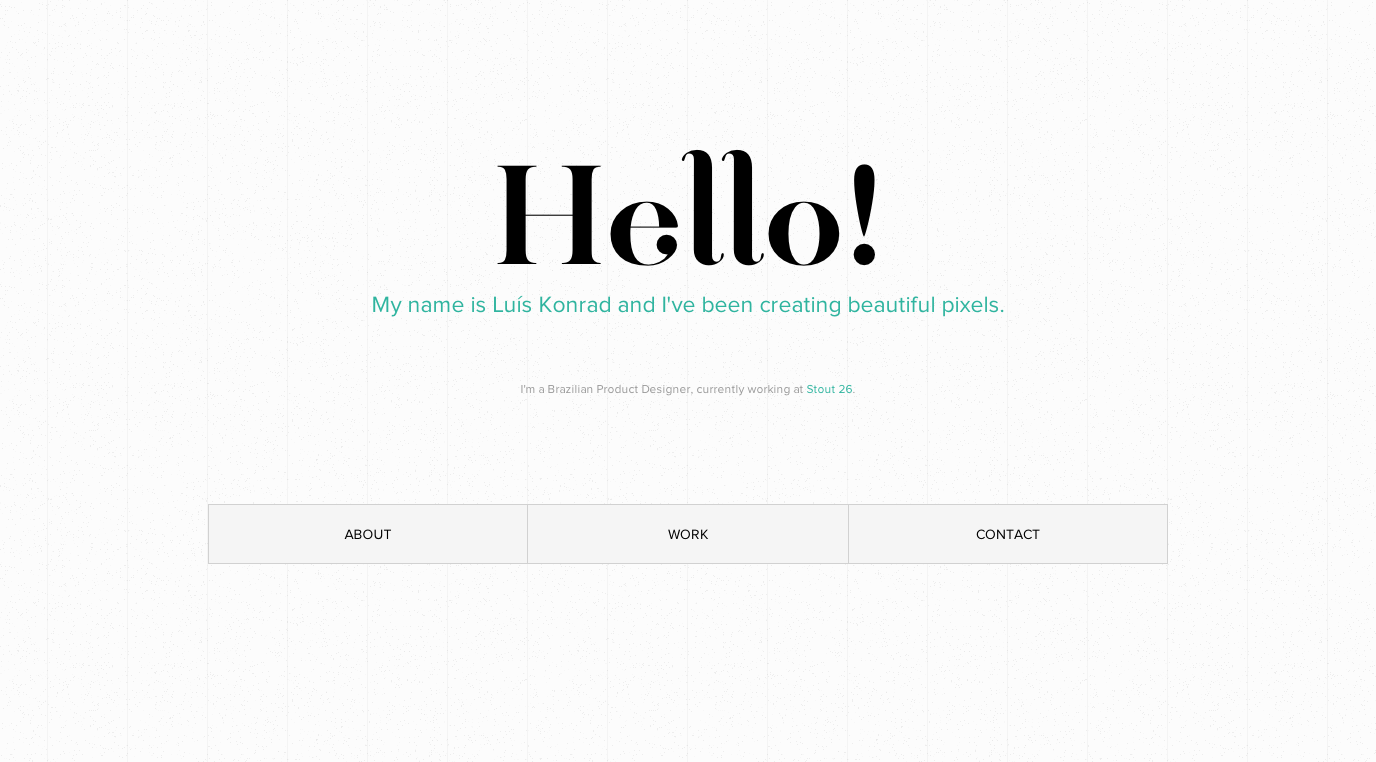 Hello!
My name is Luís Konrad and I've been creating beautiful pixels.
I'm a Brazilian Product Designer, currently working at Stout 26.
ABOUT
WORK
CONTACT